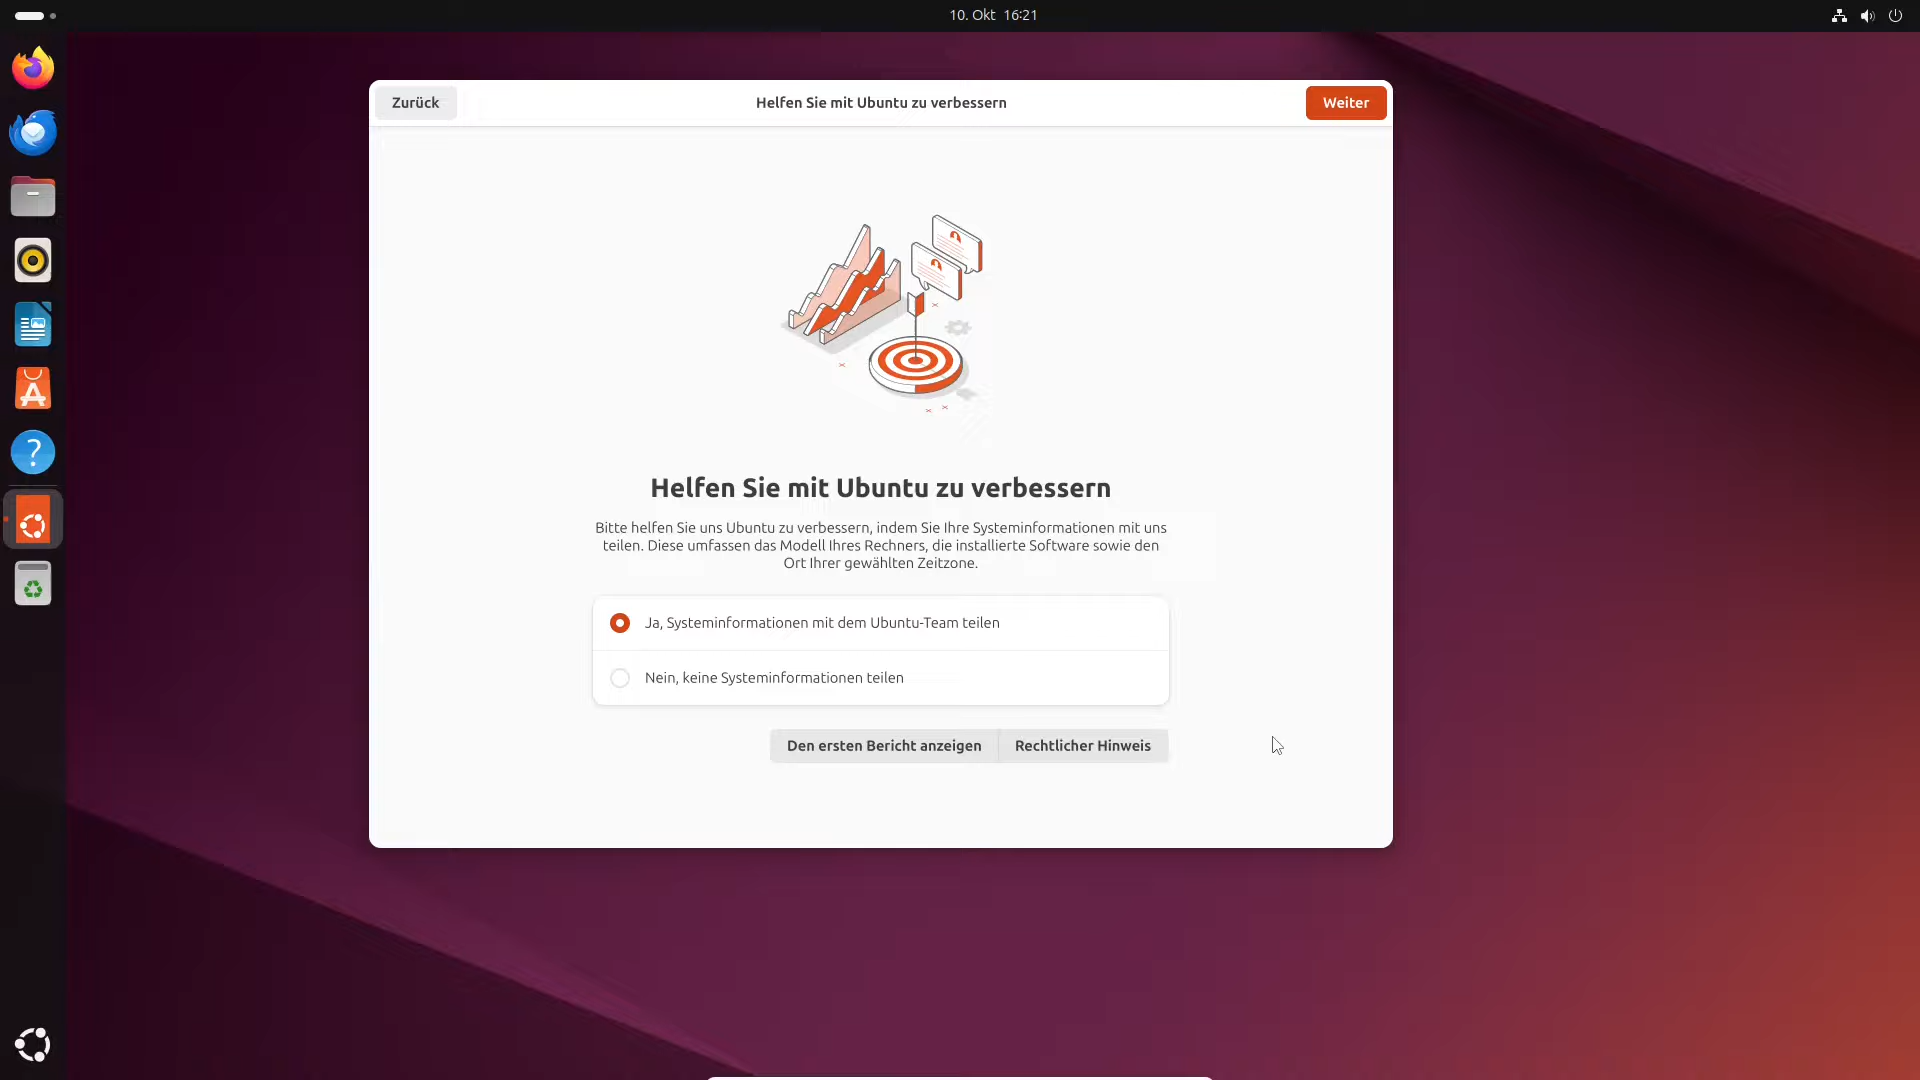 10. Okt 16:21
Zurück
Helfen Sie mit Ubuntu zu verbessern
Weiter
Helfen Sie mit Ubuntu zu verbessern
Bitte helfen Sie uns Ubuntu zu verbessern, indem Sie Ihre Systeminformationen mit uns
teilen. Diese umfassen das Modell Ihres Rechners, die installierte Software sowie den
Ort Ihrer gewählten Zeitzone.
Ja, Systeminformationen mit dem Ubuntu-Team teilen
Nein, keine Systeminformationen teilen
Den ersten Bericht anzeigen
Rechtlicher Hinweis